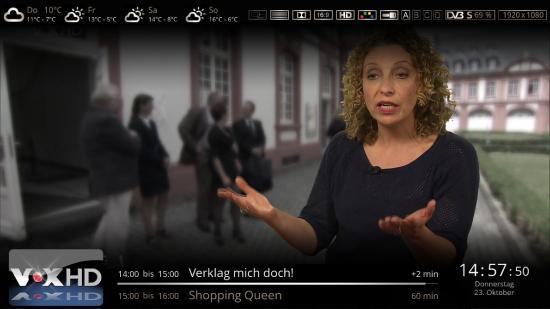 Do 10°C Fr Sa So
11°C - 7°C 13°C - 5°C 14°C - 8°C 16°C - 6°C
16:9 HD A B C D DVB S 69 % 1920 x 1080
VOX HD
14:00 bis 15:00 Verklag mich doch! +2 min
15:00 bis 16:00 Shopping Queen 60 min
14:57:50
Donnerstag
23. Oktober